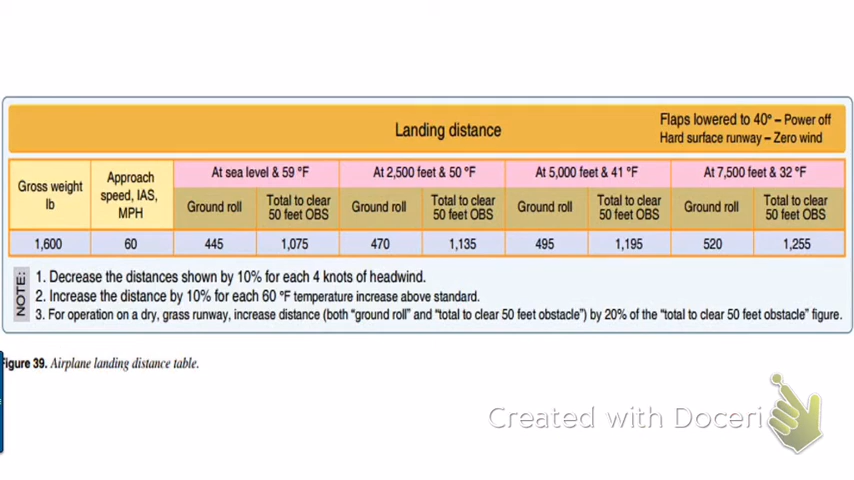 Landing distance
Flaps lowered to 40º – Power off
Hard surface runway – Zero wind
Gross weight
lb
Approach
speed, IAS,
MPH
At sea level & 59 ºF
At 2,500 feet & 50 ºF
At 5,000 feet & 41 ºF
At 7,500 feet & 32 ºF
Ground roll
Total to clear
50 feet OBS
Ground roll
Total to clear
50 feet OBS
Ground roll
Total to clear
50 feet OBS
Ground roll
Total to clear
50 feet OBS
1,600 60 445 1,075 470 1,135 495 1,195 520 1,255
NOTE:
1. Decrease the distances shown by 10% for each 4 knots of headwind.
2. Increase the distance by 10% for each 60 ºF temperature increase above standard.
3. For operation on a dry, grass runway, increase distance (both “ground roll” and “total to clear 50 feet obstacle”) by 20% of the “total to clear 50 feet obstacle” figure.
Figure 39. Airplane landing distance table.
Created with Doceri